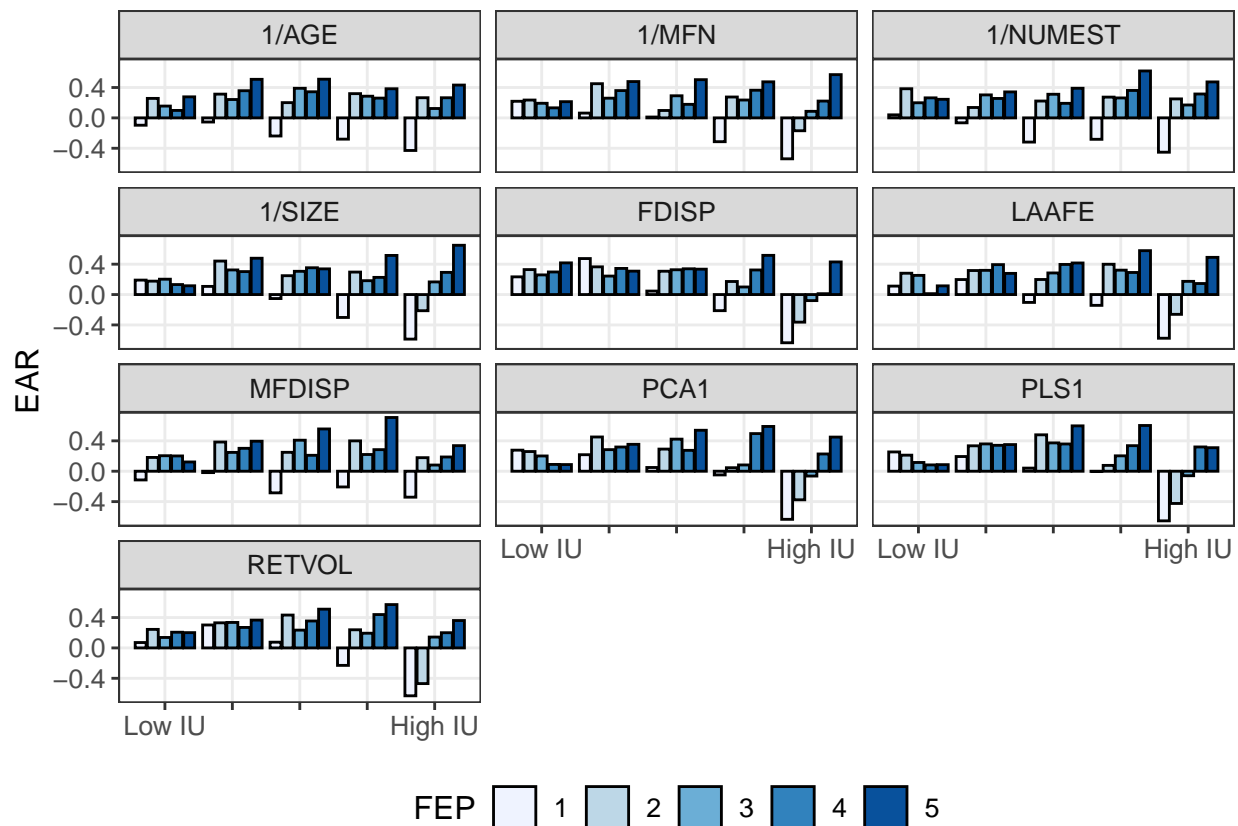 1/AGE 1/MFN 1/NUMEST
0.4
0.0
−0.4
1/SIZE FDISP LAAFE
0.4
0.0
−0.4
EAR
MFDISP PCA1 PLS1
0.4
0.0
−0.4
Low IU High IU Low IU High IU
RETVOL
0.4
0.0
−0.4
Low IU High IU
FEP 1 2 3 4 5